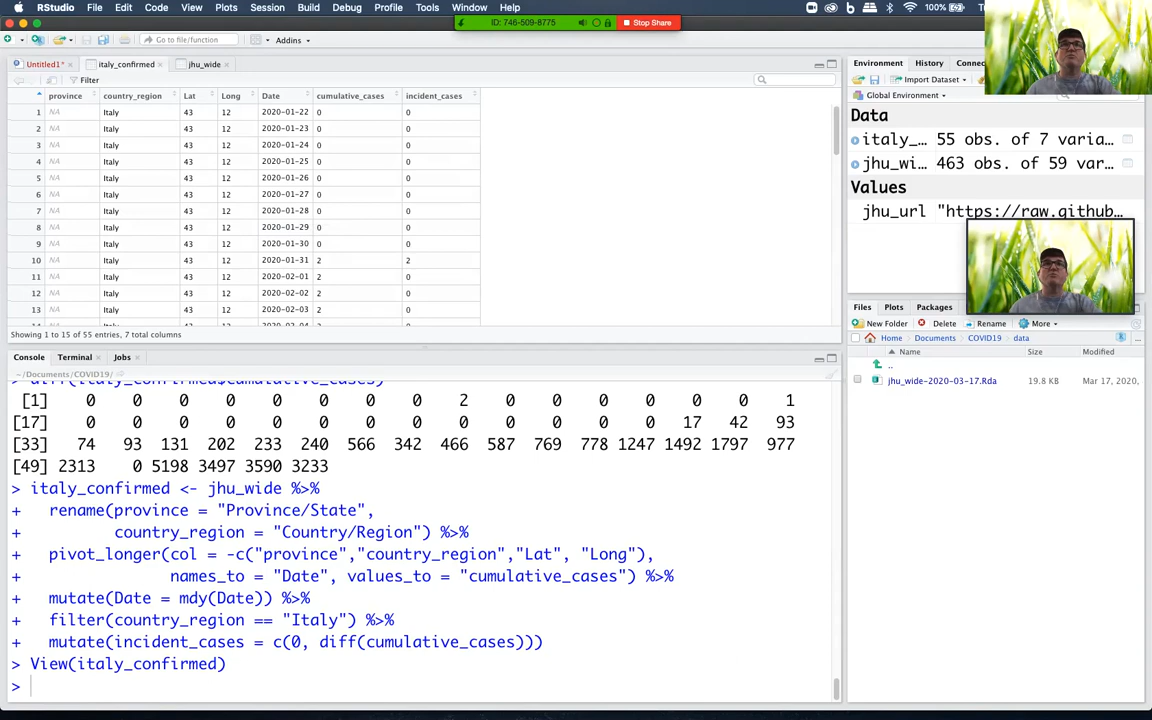 RStudio File Edit Code View Plots Session Build Debug Profile Tools Window Help
100%
ID: 746-509-8775 Stop Share
Go to file/function Addins
Untitled1* italy_confirmed jhu_wide
Filter
province country_region Lat Long Date cumulative_cases incident_cases
1 NA Italy 43 12 2020-01-22 0 0
2 NA Italy 43 12 2020-01-23 0 0
3 NA Italy 43 12 2020-01-24 0 0
4 NA Italy 43 12 2020-01-25 0 0
5 NA Italy 43 12 2020-01-26 0 0
6 NA Italy 43 12 2020-01-27 0 0
7 NA Italy 43 12 2020-01-28 0 0
8 NA Italy 43 12 2020-01-29 0 0
9 NA Italy 43 12 2020-01-30 0 0
10 NA Italy 43 12 2020-01-31 2 2
11 NA Italy 43 12 2020-02-01 2 0
12 NA Italy 43 12 2020-02-02 2 0
13 NA Italy 43 12 2020-02-03 2 0
Showing 1 to 15 of 55 entries, 7 total columns
Console Terminal Jobs
~/Documents/COVID19/
> diff(italy_confirmed$cumulative_cases)
[1] 0 0 0 0 0 0 0 0 2 0 0 0 0 0 0 1
[17] 0 0 0 0 0 0 0 0 0 0 0 0 0 17 42 93
[33] 74 93 131 202 233 240 566 342 466 587 769 778 1247 1492 1797 977
[49] 2313 0 5198 3497 3590 3233
> italy_confirmed <- jhu_wide %>%
+ rename(province = "Province/State",
+ country_region = "Country/Region") %>%
+ pivot_longer(col = -c("province","country_region","Lat", "Long"),
+ names_to = "Date", values_to = "cumulative_cases") %>%
+ mutate(Date = mdy(Date)) %>%
+ filter(country_region == "Italy") %>%
+ mutate(incident_cases = c(0, diff(cumulative_cases)))
> View(italy_confirmed)
>
Environment History Connec
Import Dataset
Global Environment
Data
italy_… 55 obs. of 7 varia…
jhu_wi… 463 obs. of 59 var…
Values
jhu_url "https://raw.github…
Files Plots Packages
New Folder Delete Rename More
Home Documents COVID19 data
Name Size Modified
..
jhu_wide-2020-03-17.Rda 19.8 KB Mar 17, 2020,